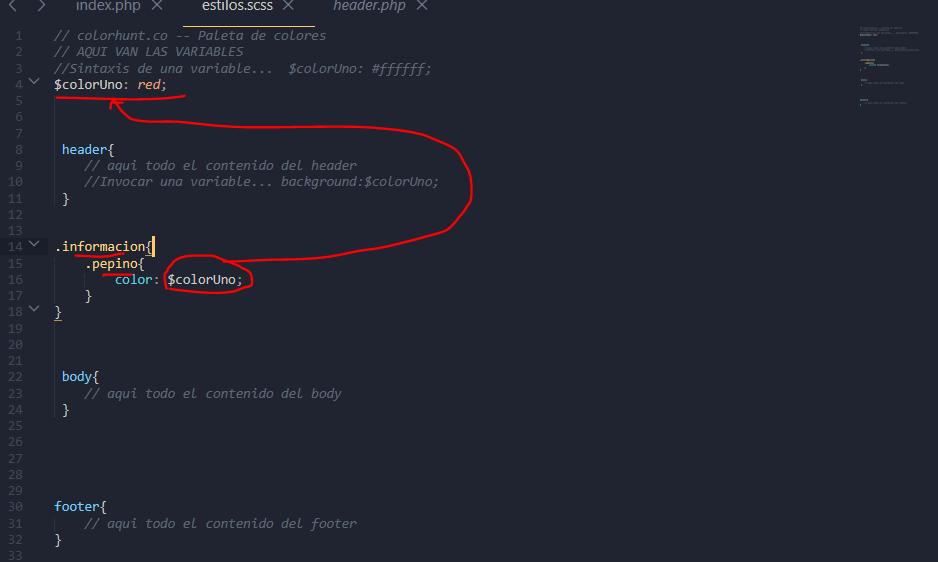 index.php
estilos.scss
header.php
1 // colorhunt.co -- Paleta de colores
2 // AQUI VAN LAS VARIABLES
3 //Sintaxis de una variable...  $colorUno: #ffffff;
4 $colorUno: red;
5
6
7
8 header{
9 // aqui todo el contenido del header
10 //Invocar una variable... background:$colorUno;
11 }
12
13
14 .informacion{
15 .pepino{
16 color: $colorUno;
17 }
18 }
19
20
21
22 body{
23 // aqui todo el contenido del body
24 }
25
26
27
28
29
30 footer{
31 // aqui todo el contenido del footer
32 }
33